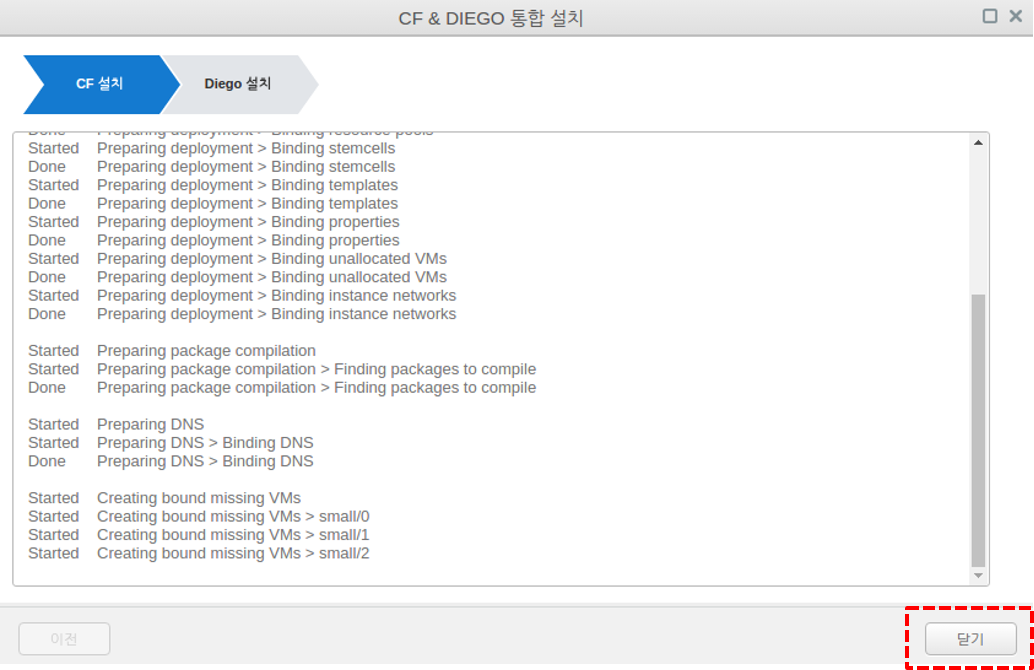 CF & DIEGO 통합 설치
CF 설치
Diego 설치
Done Preparing deployment > Binding resource pools
Started Preparing deployment > Binding stemcells
Done Preparing deployment > Binding stemcells
Started Preparing deployment > Binding templates
Done Preparing deployment > Binding templates
Started Preparing deployment > Binding properties
Done Preparing deployment > Binding properties
Started Preparing deployment > Binding unallocated VMs
Done Preparing deployment > Binding unallocated VMs
Started Preparing deployment > Binding instance networks
Done Preparing deployment > Binding instance networks
Started Preparing package compilation
Started Preparing package compilation > Finding packages to compile
Done Preparing package compilation > Finding packages to compile
Started Preparing DNS
Started Preparing DNS > Binding DNS
Done Preparing DNS > Binding DNS
Started Creating bound missing VMs
Started Creating bound missing VMs > small/0
Started Creating bound missing VMs > small/1
Started Creating bound missing VMs > small/2
이전
닫기